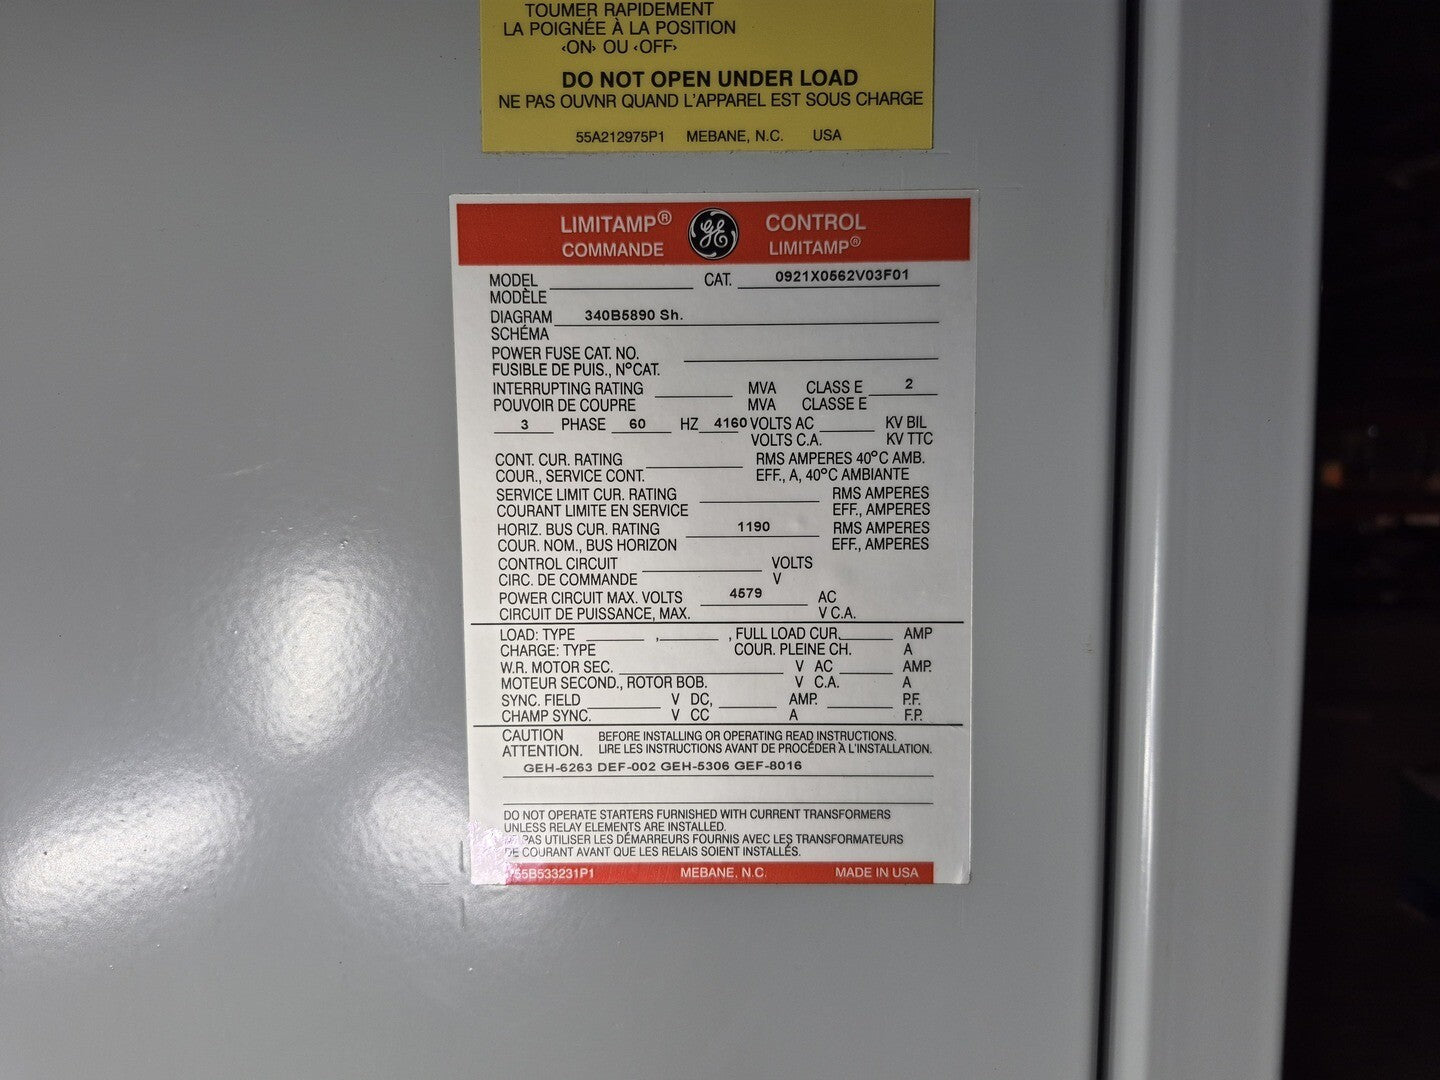 TOUMER RAPIDEMENT
LA POIGNÉE À LA POSITION
‹ON› OU ‹OFF›
DO NOT OPEN UNDER LOAD
NE PAS OUVNR QUAND L'APPAREL EST SOUS CHARGE
55A212975P1 MEBANE, N.C. USA
LIMITAMP® GE CONTROL
COMMANDE LIMITAMP®
MODEL CAT. 0921X0562V03F01
MODÈLE
DIAGRAM 340B5890 Sh.
SCHÉMA
POWER FUSE CAT. NO.
FUSIBLE DE PUIS., N°CAT.
INTERRUPTING RATING MVA CLASS E 2
POUVOIR DE COUPRE MVA CLASSE E
3 PHASE 60 HZ 4160 VOLTS AC KV BIL
VOLTS C.A. KV TTC
CONT. CUR. RATING RMS AMPERES 40°C AMB.
COUR., SERVICE CONT. EFF., A, 40°C AMBIANTE
SERVICE LIMIT CUR. RATING RMS AMPERES
COURANT LIMITE EN SERVICE EFF., AMPERES
HORIZ. BUS CUR. RATING 1190 RMS AMPERES
COUR. NOM., BUS HORIZON EFF., AMPERES
CONTROL CIRCUIT VOLTS
CIRC. DE COMMANDE V
POWER CIRCUIT MAX. VOLTS 4579 AC
CIRCUIT DE PUISSANCE, MAX. V C.A.
LOAD: TYPE , , FULL LOAD CUR. AMP
CHARGE: TYPE COUR. PLEINE CH. A
W.R. MOTOR SEC. V AC AMP.
MOTEUR SECOND., ROTOR BOB. V C.A. A
SYNC. FIELD V DC, AMP. P.F.
CHAMP SYNC. V CC A F.P.
CAUTION BEFORE INSTALLING OR OPERATING READ INSTRUCTIONS.
ATTENTION. LIRE LES INSTRUCTIONS AVANT DE PROCÉDER À L'INSTALLATION.
GEH-6263 DEF-002 GEH-5306 GEF-8016
DO NOT OPERATE STARTERS FURNISHED WITH CURRENT TRANSFORMERS
UNLESS RELAY ELEMENTS ARE INSTALLED.
NE PAS UTILISER LES DÉMARREURS FOURNIS AVEC LES TRANSFORMATEURS
DE COURANT AVANT QUE LES RELAIS SOIENT INSTALLÉS.
55B533231P1 MEBANE, N.C. MADE IN USA